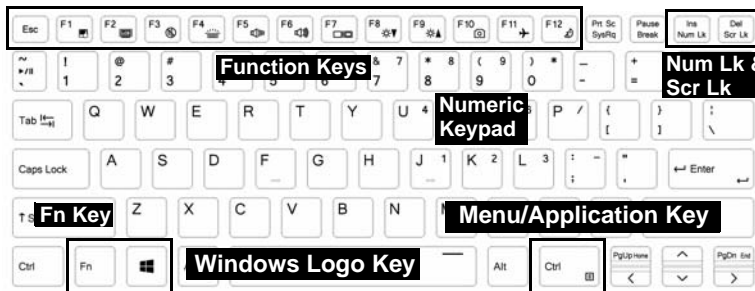 Esc F1 F2 F3 F4 F5 F6 F7 F8 F9 F10 F11 F12 Prt Sc SysRq Pause Break Ins Num Lk Del Scr Lk
Function Keys
~ ` ! 1 @ 2 # 3 & 7 7 * 8 8 ( 9 9 ) 0 * _ - + =
Num Lk &
Scr Lk
Tab Q W E R T Y U 4 P / { [ } ] \
Numeric
Keypad
Caps Lock A S D F G H J 1 K 2 L 3 : ; - " ' Enter
Fn Key
Z X C V B N
Menu/Application Key
Ctrl Fn Alt Ctrl PgUp Home PgDn End
Windows Logo Key